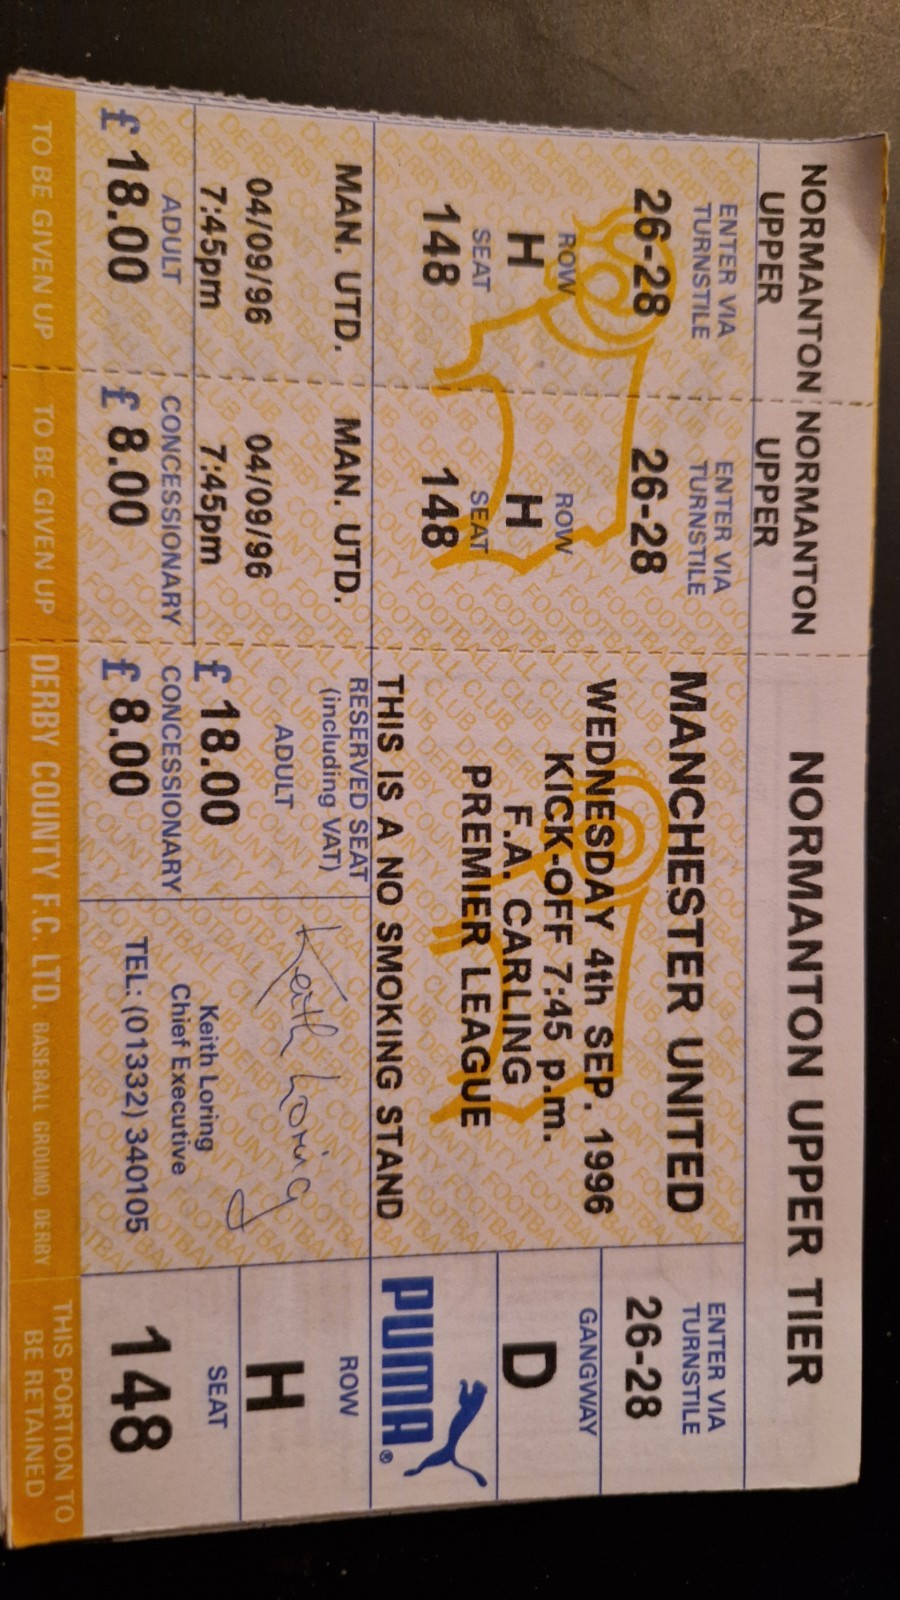 NORMANTON
UPPER
ENTER VIA
TURNSTILE
26-28
ROW
H
SEAT
148
MAN. UTD.
04/09/96
7:45pm
ADULT
£ 18.00
TO BE GIVEN UP
NORMANTON
UPPER
ENTER VIA
TURNSTILE
26-28
ROW
H
SEAT
148
MAN. UTD.
04/09/96
7:45pm
CONCESSIONARY
£ 8.00
TO BE GIVEN UP
NORMANTON UPPER TIER
MANCHESTER UNITED
WEDNESDAY 4th SEP. 1996
KICK-OFF 7:45 p.m.
F.A. CARLING
PREMIER LEAGUE
THIS IS A NO SMOKING STAND
RESERVED SEAT
(including VAT)
ADULT
£ 18.00
CONCESSIONARY
£ 8.00
Keith Loring
Keith Loring
Chief Executive
TEL: (01332) 340105
DERBY COUNTY F.C. LTD. BASEBALL GROUND, DERBY
ENTER VIA
TURNSTILE
26-28
GANGWAY
D
PUMA®
ROW
H
SEAT
148
THIS PORTION TO
BE RETAINED